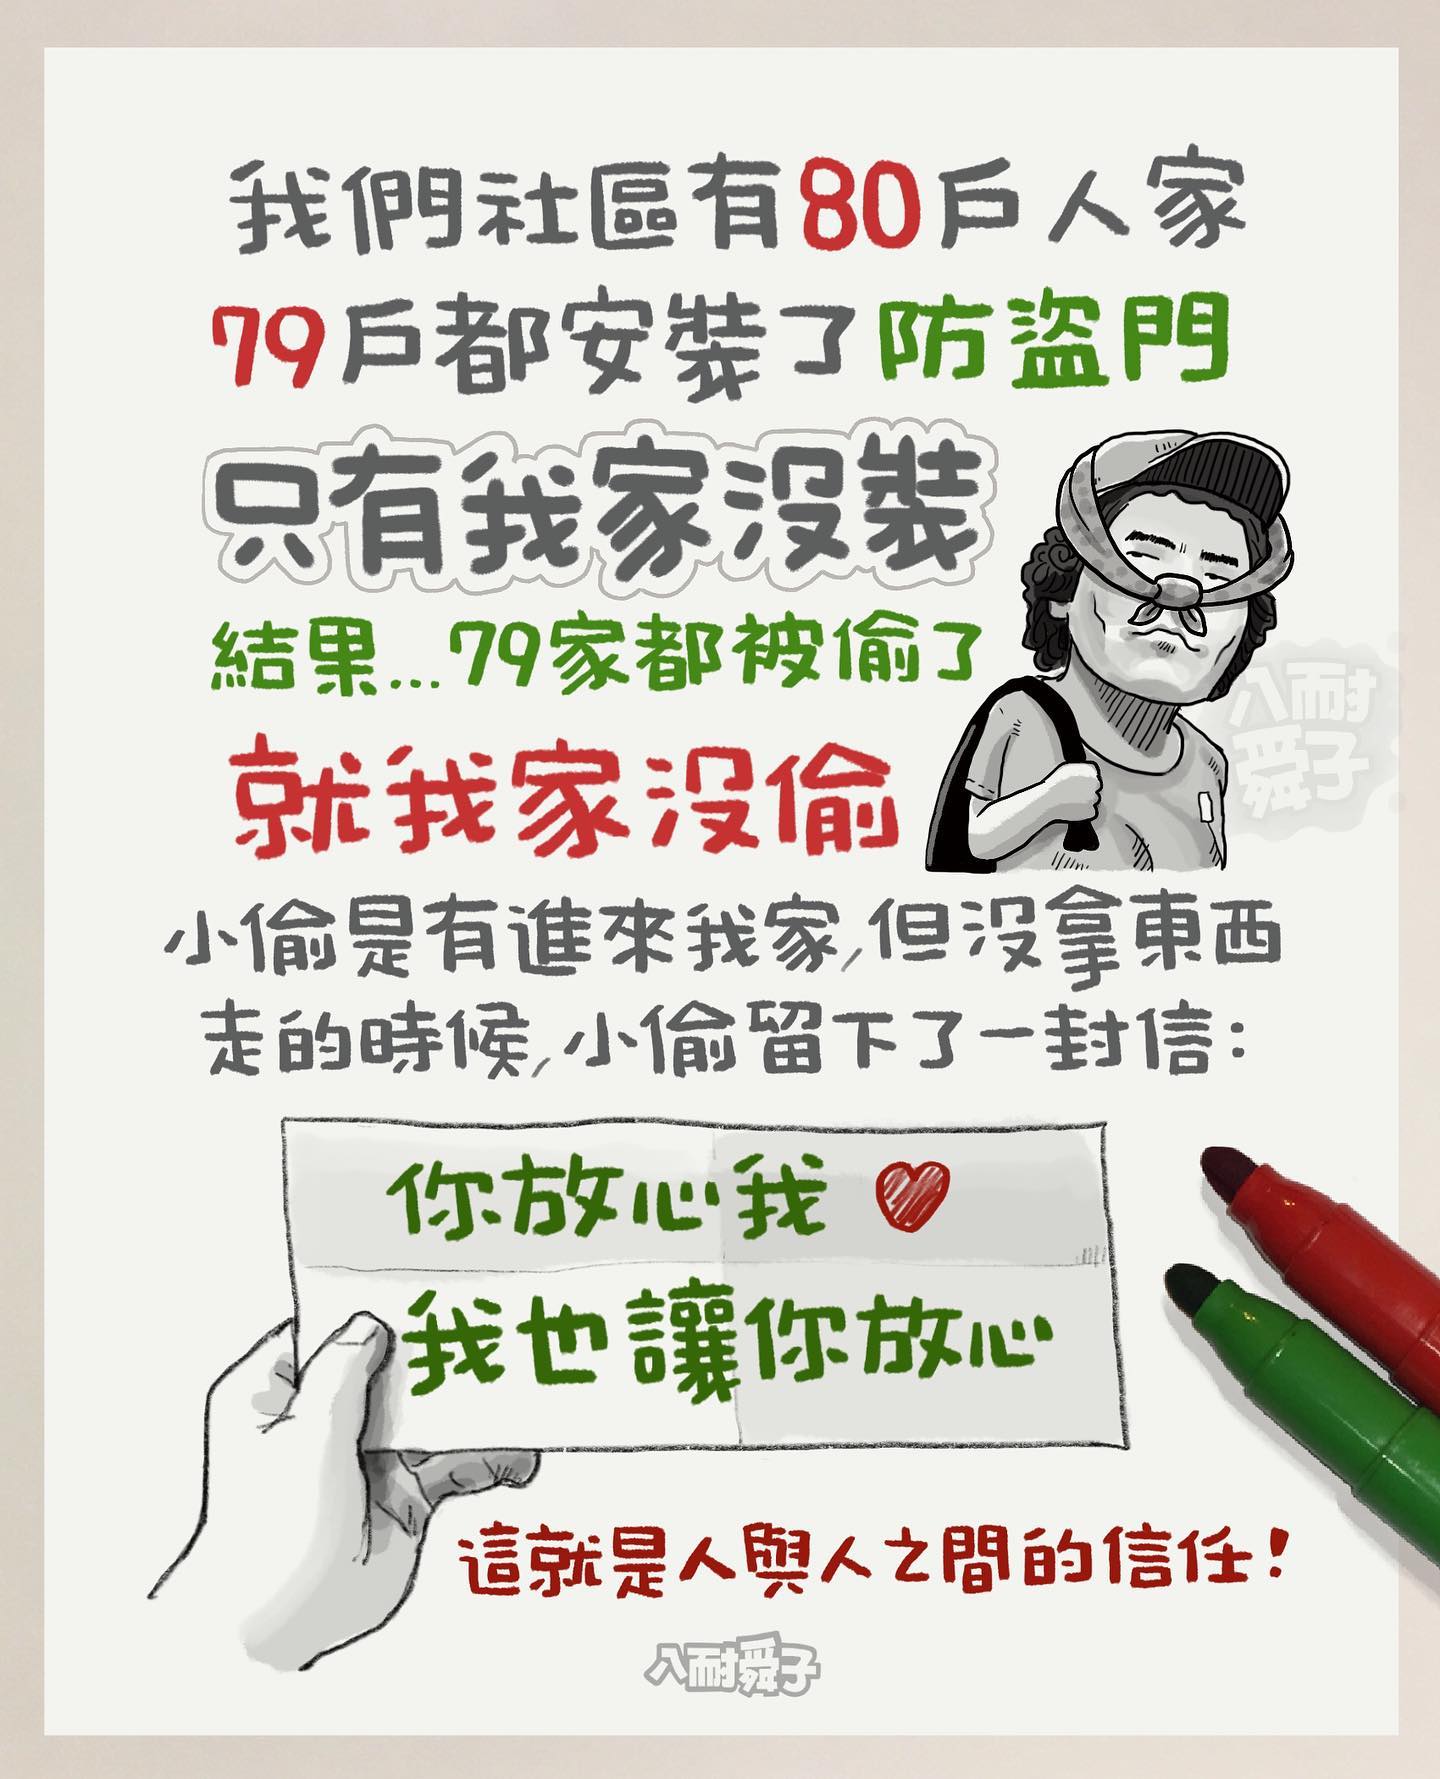 我們社區有80戶人家
79戶都安裝了防盜門
只有我家沒裝
結果...79家都被偷了
就我家沒偷
八耐
舜子
小偷是有進來我家,但沒拿東西
走的時候,小偷留下了一封信:
你放心我
我也讓你放心
這就是人與人之間的信任!
八耐舜子